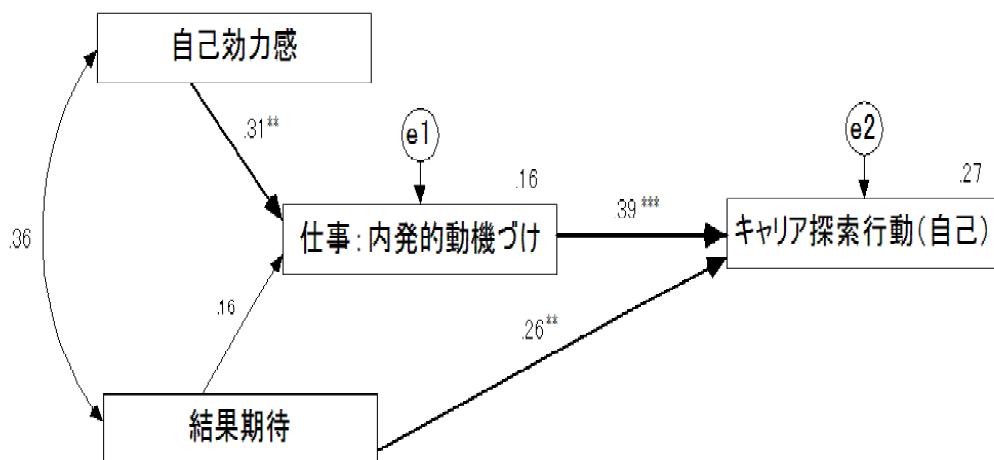 自己効力感
.31**
e1
e2
.16
.27
.39***
仕事：内発的動機づけ
キャリア探索行動(自己)
.36
.16
.26**
結果期待